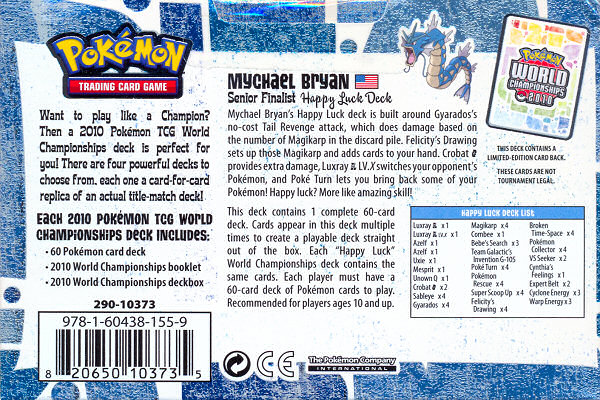 POKéMON
TRADING CARD GAME
Want to play like a Champion?
Then a 2010 Pokémon TCG World
Championships deck is perfect for
you! There are four powerful decks to
choose from, each one a card-for-card
replica of an actual title-match deck!
EACH 2010 POKéMON TCG WORLD
CHAMPIONSHIPS DECK INCLUDES:
• 60 Pokémon card deck
• 2010 World Championships booklet
• 2010 World Championships deckbox
290-10373
978-1-60438-155-9
8 20650 10373 5
MYCHAEL BRYAN
Senior Finalist Happy Luck Deck
Mychael Bryan's Happy Luck deck is built around Gyarados's
no-cost Tail Revenge attack, which does damage based on
the number of Magikarp in the discard pile. Felicity's Drawing
sets up those Magikarp and adds cards to your hand. Crobat G
provides extra damage, Luxray GL LV.X switches your opponent's
Pokémon, and Poké Turn lets you bring back some of your
Pokémon! Happy luck? More like amazing skill!
This deck contains 1 complete 60-card
deck. Cards appear in this deck multiple
times to create a playable deck straight
out of the box. Each “Happy Luck”
World Championships deck contains the
same cards. Each player must have a
60-card deck of Pokémon cards to play.
Recommended for players ages 10 and up.
POKéMON
WORLD
CHAMPIONSHIPS
2010
THIS DECK CONTAINS A
LIMITED-EDITION CARD BACK.
THESE CARDS ARE NOT
TOURNAMENT LEGAL.
HAPPY LUCK DECK LIST
Luxray GL x1
Luxray GL LV.X x1
Azelf x1
Azelf x1
Uxie x1
Mesprit x1
Unown Q x1
Crobat G x2
Sableye x4
Gyarados x4
Magikarp x4
Combee x1
Bebe's Search x3
Team Galactic's
Invention G-105
Poké Turn x4
Pokémon
Rescue x4
Super Scoop Up x4
Felicity's
Drawing x4
Broken
Time-Space x4
Pokémon
Collector x4
VS Seeker x2
Cynthia's
Feelings x1
Expert Belt x2
Cyclone Energy x3
Warp Energy x3
CE
The Pokémon Company
INTERNATIONAL